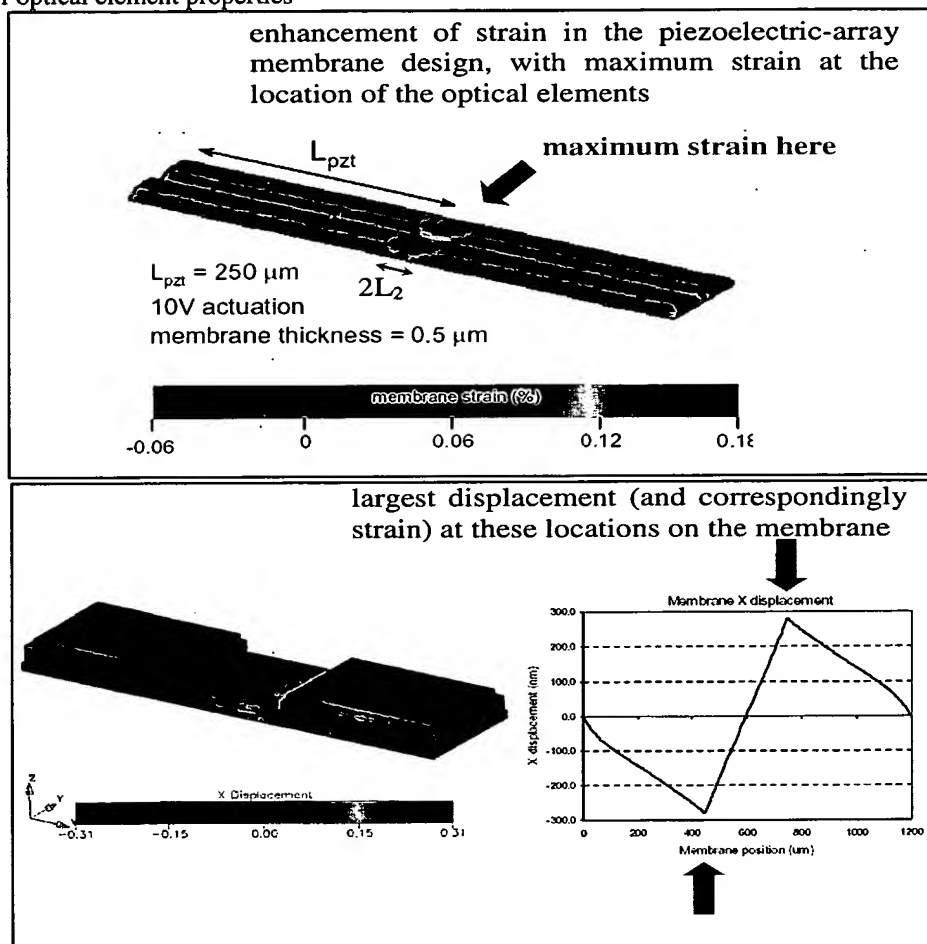 optical element properties
enhancement of strain in the piezoelectric-array
membrane design, with maximum strain at the
location of the optical elements
maximum strain here
Lpzt
Lpzt = 250 μm
10V actuation
membrane thickness = 0.5 μm
2L2
membrane strain (%)
-0.06 0 0.06 0.12 0.18
largest displacement (and correspondingly
strain) at these locations on the membrane
Membrane X displacement
300.0
200.0
100.0
0.0
-100.0
-200.0
-300.0
X displacement (nm)
0 200 400 600 800 1000 1200
Membrane position (um)
Z
Y
X Displacement
-0.31 -0.15 0.00 0.15 0.31